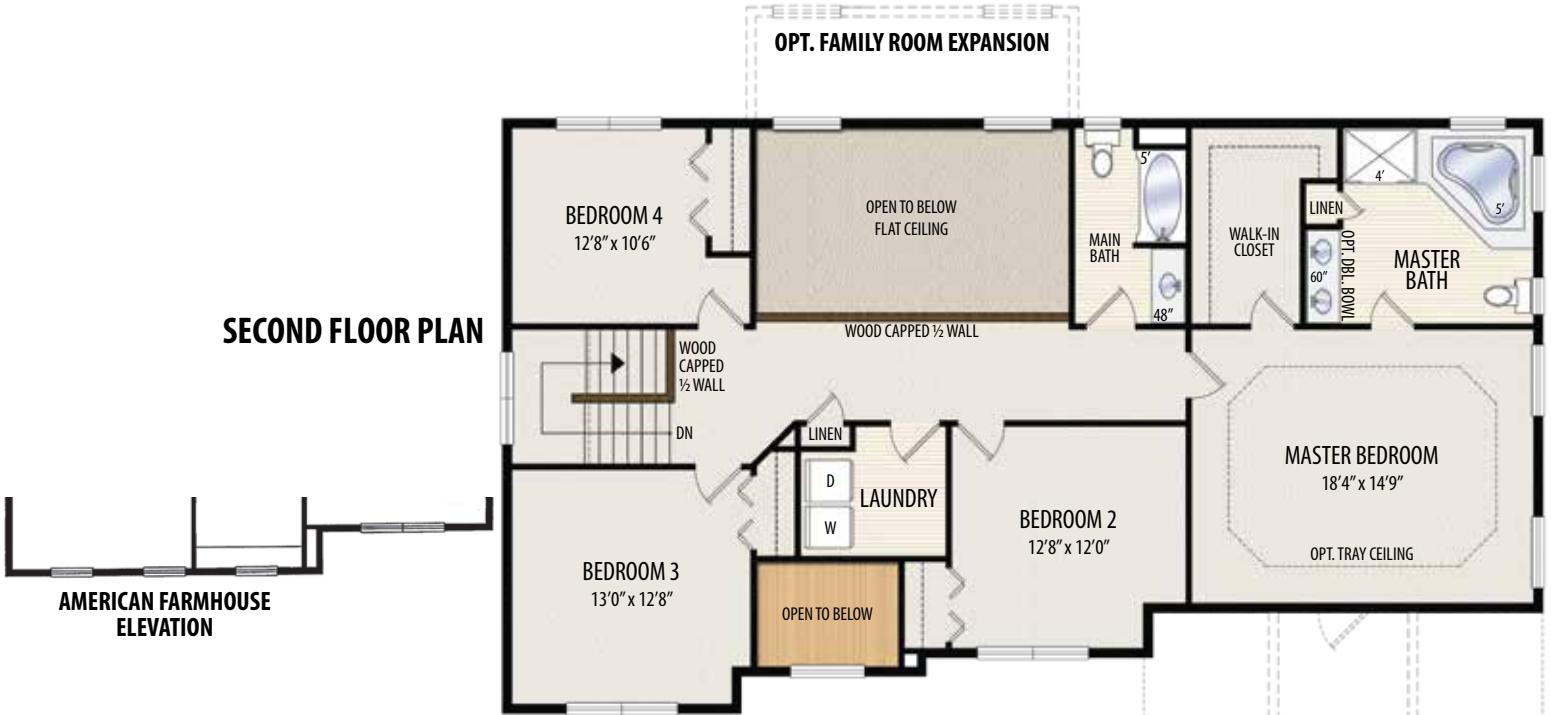 OPT. FAMILY ROOM EXPANSION
BEDROOM 4
12'8" x 10'6"
OPEN TO BELOW
FLAT CEILING
5'
MAIN
BATH
48"
WALK-IN
CLOSET
LINEN
4'
5'
60"
OPT. DBL. BOWL
MASTER
BATH
SECOND FLOOR PLAN
WOOD
CAPPED
½ WALL
WOOD CAPPED ½ WALL
DN
LINEN
D
W
LAUNDRY
MASTER BEDROOM
18'4" x 14'9"
OPT. TRAY CEILING
BEDROOM 2
12'8" x 12'0"
BEDROOM 3
13'0" x 12'8"
OPEN TO BELOW
AMERICAN FARMHOUSE
ELEVATION